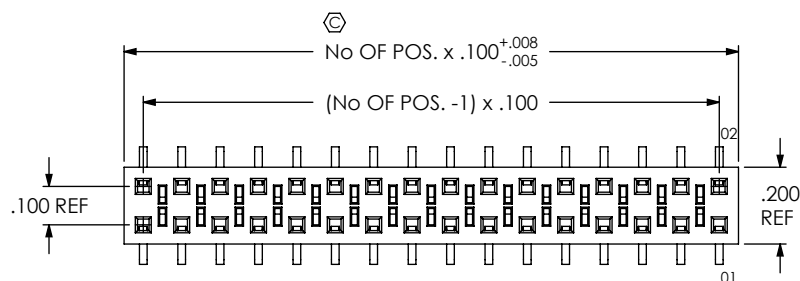 C
No OF POS. x .100 +.008 -.005
(No OF POS. -1) x .100
02
.100 REF
.200
REF
01